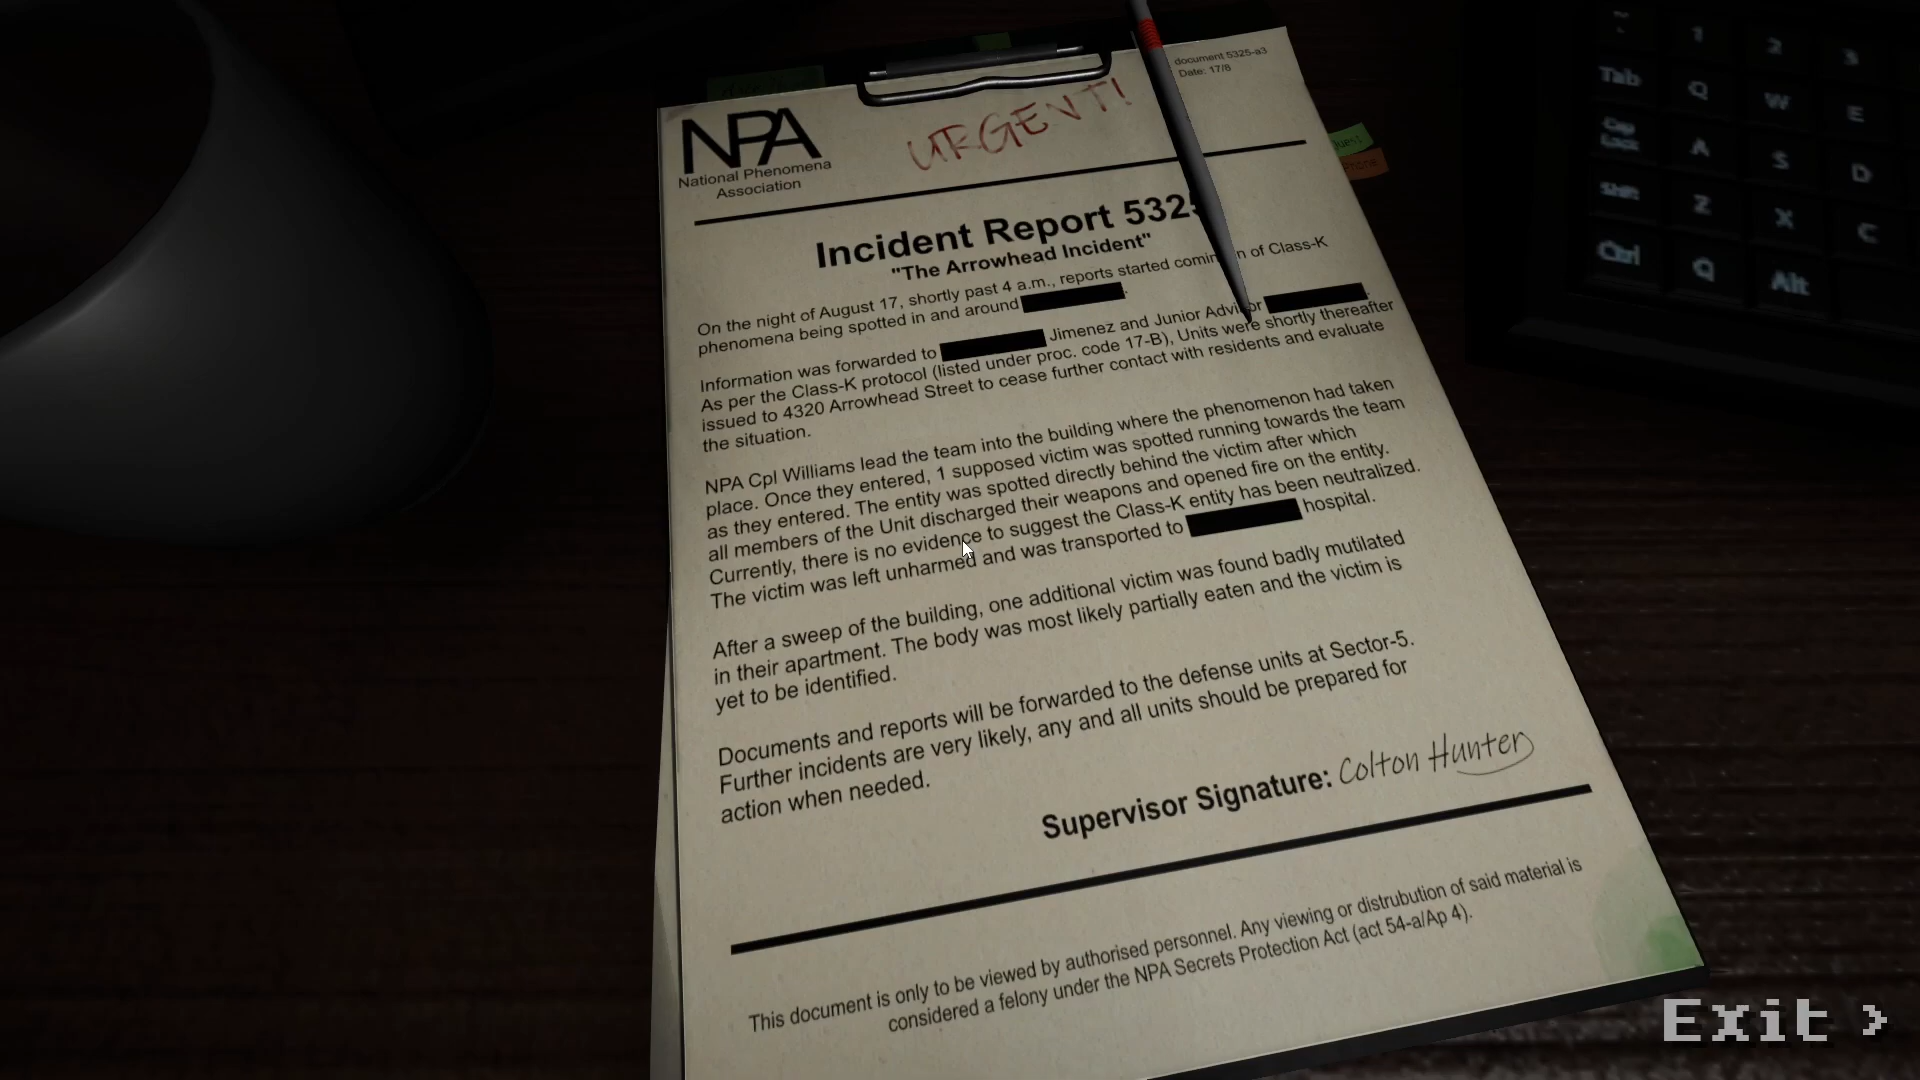 document 5325-a3
Date: 17/8
URGENT!
NPA
National Phenomena
Association
Incident Report 532
"The Arrowhead Incident"
On the night of August 17, shortly past 4 a.m., reports started of Class-K
phenomena being spotted in and around .
Information was forwarded to Jimenez and Junior Advisor .
As per the Class-K protocol (listed under proc. code 17-B), Units were shortly thereafter
issued to 4320 Arrowhead Street to cease further contact with residents and evaluate
the situation.
NPA Cpl Williams lead the team into the building where the phenomenon had taken
place. Once they entered, 1 supposed victim was spotted running towards the team
as they entered. The entity was spotted directly behind the victim after which
all members of the Unit discharged their weapons and opened fire on the entity.
Currently, there is no evidence to suggest the Class-K entity has been neutralized.
The victim was left unharmed and was transported to hospital.
After a sweep of the building, one additional victim was found badly mutilated
in their apartment. The body was most likely partially eaten and the victim is
yet to be identified.
Documents and reports will be forwarded to the defense units at Sector-5.
Further incidents are very likely, any and all units should be prepared for
action when needed.
Supervisor Signature: Colton Hunter
This document is only to be viewed by authorised personnel. Any viewing or distrubution of said material is
considered a felony under the NPA Secrets Protection Act (act 54-a/Ap 4).
1 2 3
Tab Q W E
Cap Lock A S D
Shift Z X C
Ctrl Q Alt
Exit >